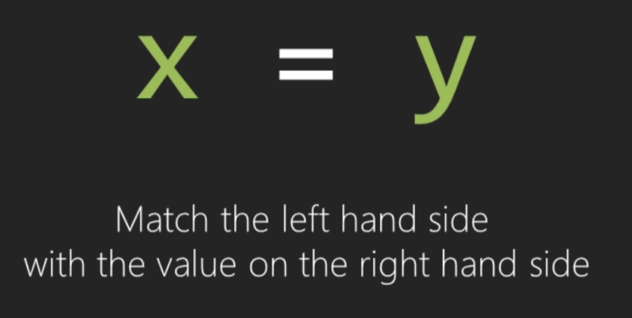 x = y
Match the left hand side
with the value on the right hand side